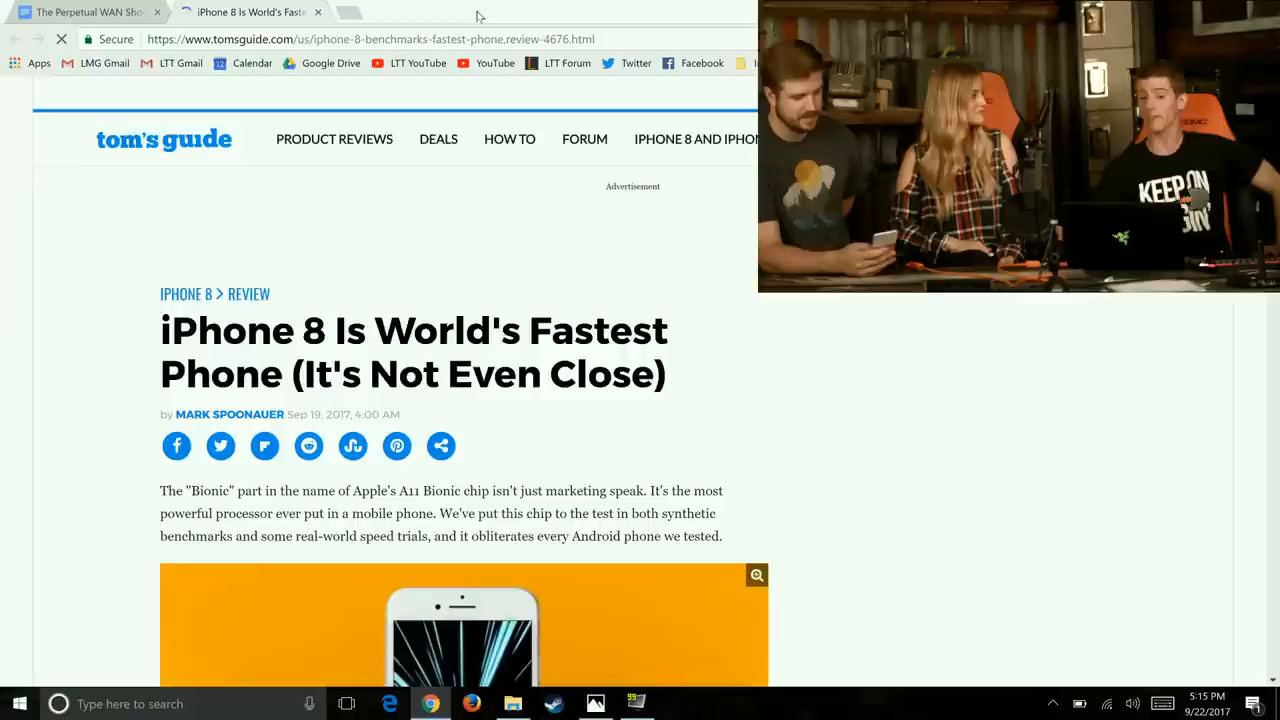 The Perpetual WAN Sho
iPhone 8 Is World's Faste
Secure
https://www.tomsguide.com/us/iphone-8-benchmarks-fastest-phone,review-4676.html
Apps LMG Gmail LTT Gmail 12 Calendar Google Drive LTT YouTube YouTube LTT Forum Twitter Facebook
tom's guide
PRODUCT REVIEWS DEALS HOW TO FORUM IPHONE 8 AND IPHON
Advertisement
KEEP ON
GIN'
IPHONE 8 > REVIEW
iPhone 8 Is World's Fastest
Phone (It's Not Even Close)
by MARK SPOONAUER Sep 19, 2017, 4:00 AM
The "Bionic" part in the name of Apple's A11 Bionic chip isn't just marketing speak. It's the most
powerful processor ever put in a mobile phone. We've put this chip to the test in both synthetic
benchmarks and some real-world speed trials, and it obliterates every Android phone we tested.
Type here to search
99
5:15 PM
9/22/2017
1